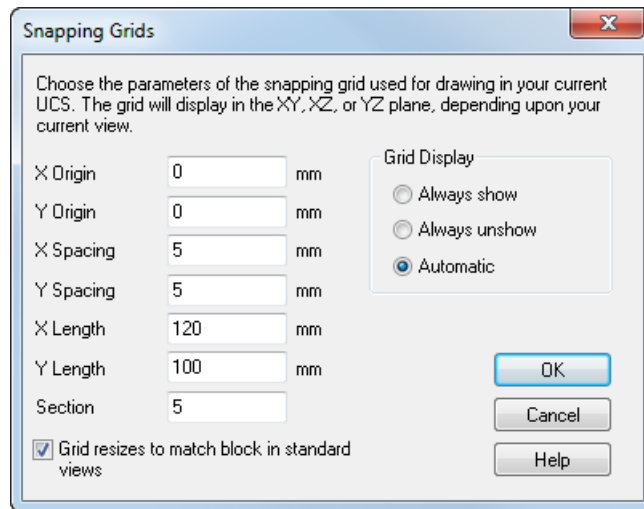 Snapping Grids
Choose the parameters of the snapping grid used for drawing in your current
UCS. The grid will display in the XY, XZ, or YZ plane, depending upon your
current view.
X Origin 0 mm
Y Origin 0 mm
X Spacing 5 mm
Y Spacing 5 mm
X Length 120 mm
Y Length 100 mm
Section 5
Grid resizes to match block in standard
views
Grid Display
Always show
Always unshow
Automatic
OK
Cancel
Help